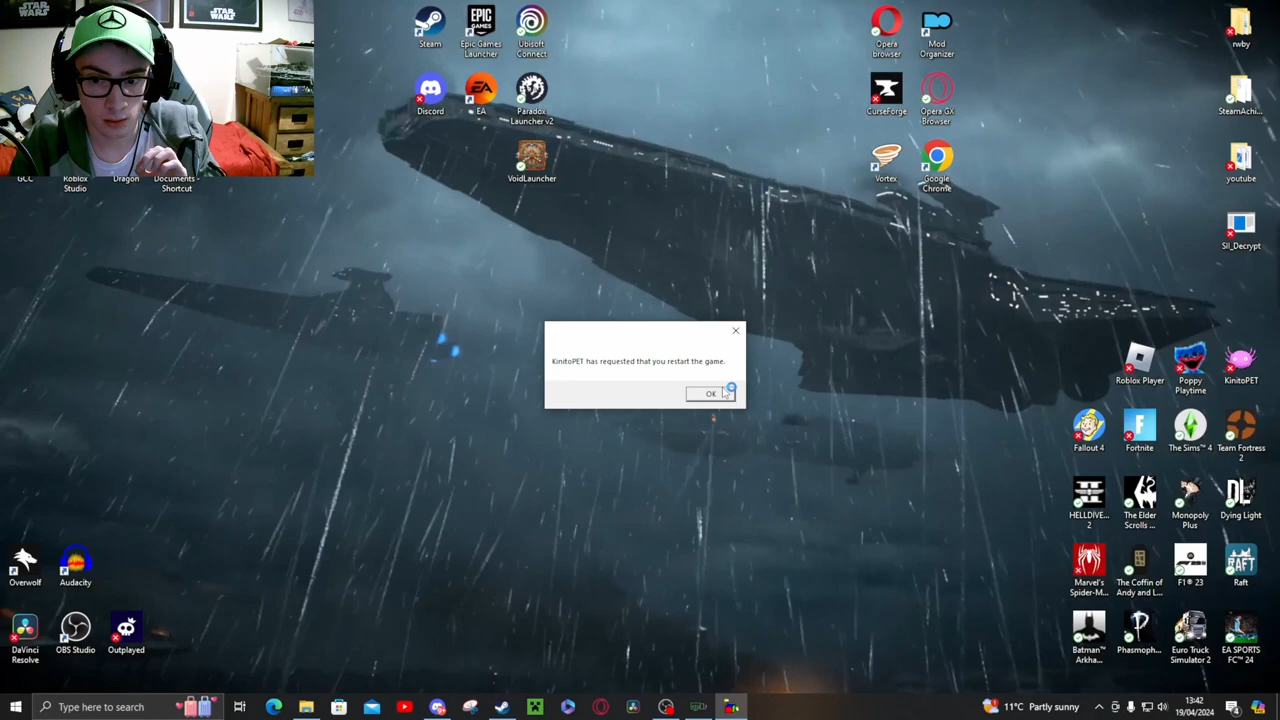 STAR WARS
STAR WARS
Steam
Epic Games Launcher
Ubisoft Connect
Opera browser
Mod Organizer
rwby
Discord
EA
Paradox Launcher v2
CurseForge
Opera GX Browser
SteamAchi...
GCC
Roblox Studio
Dragon
Documents - Shortcut
VoidLauncher
Vortex
Google Chrome
youtube
SII_Decrypt
KinitoPET has requested that you restart the game.
OK
Roblox Player
Poppy Playtime
KinitoPET
Fallout 4
Fortnite
The Sims™ 4
Team Fortress 2
HELLDIVE... 2
The Elder Scrolls ...
Monopoly Plus
Dying Light
Overwolf
Audacity
Marvel's Spider-M...
The Coffin of Andy and L...
F1® 23
Raft
DaVinci Resolve
OBS Studio
Outplayed
Batman™ Arkha...
Phasmoph...
Euro Truck Simulator 2
EA SPORTS FC™ 24
Type here to search
11°C Partly sunny
13:42
19/04/2024